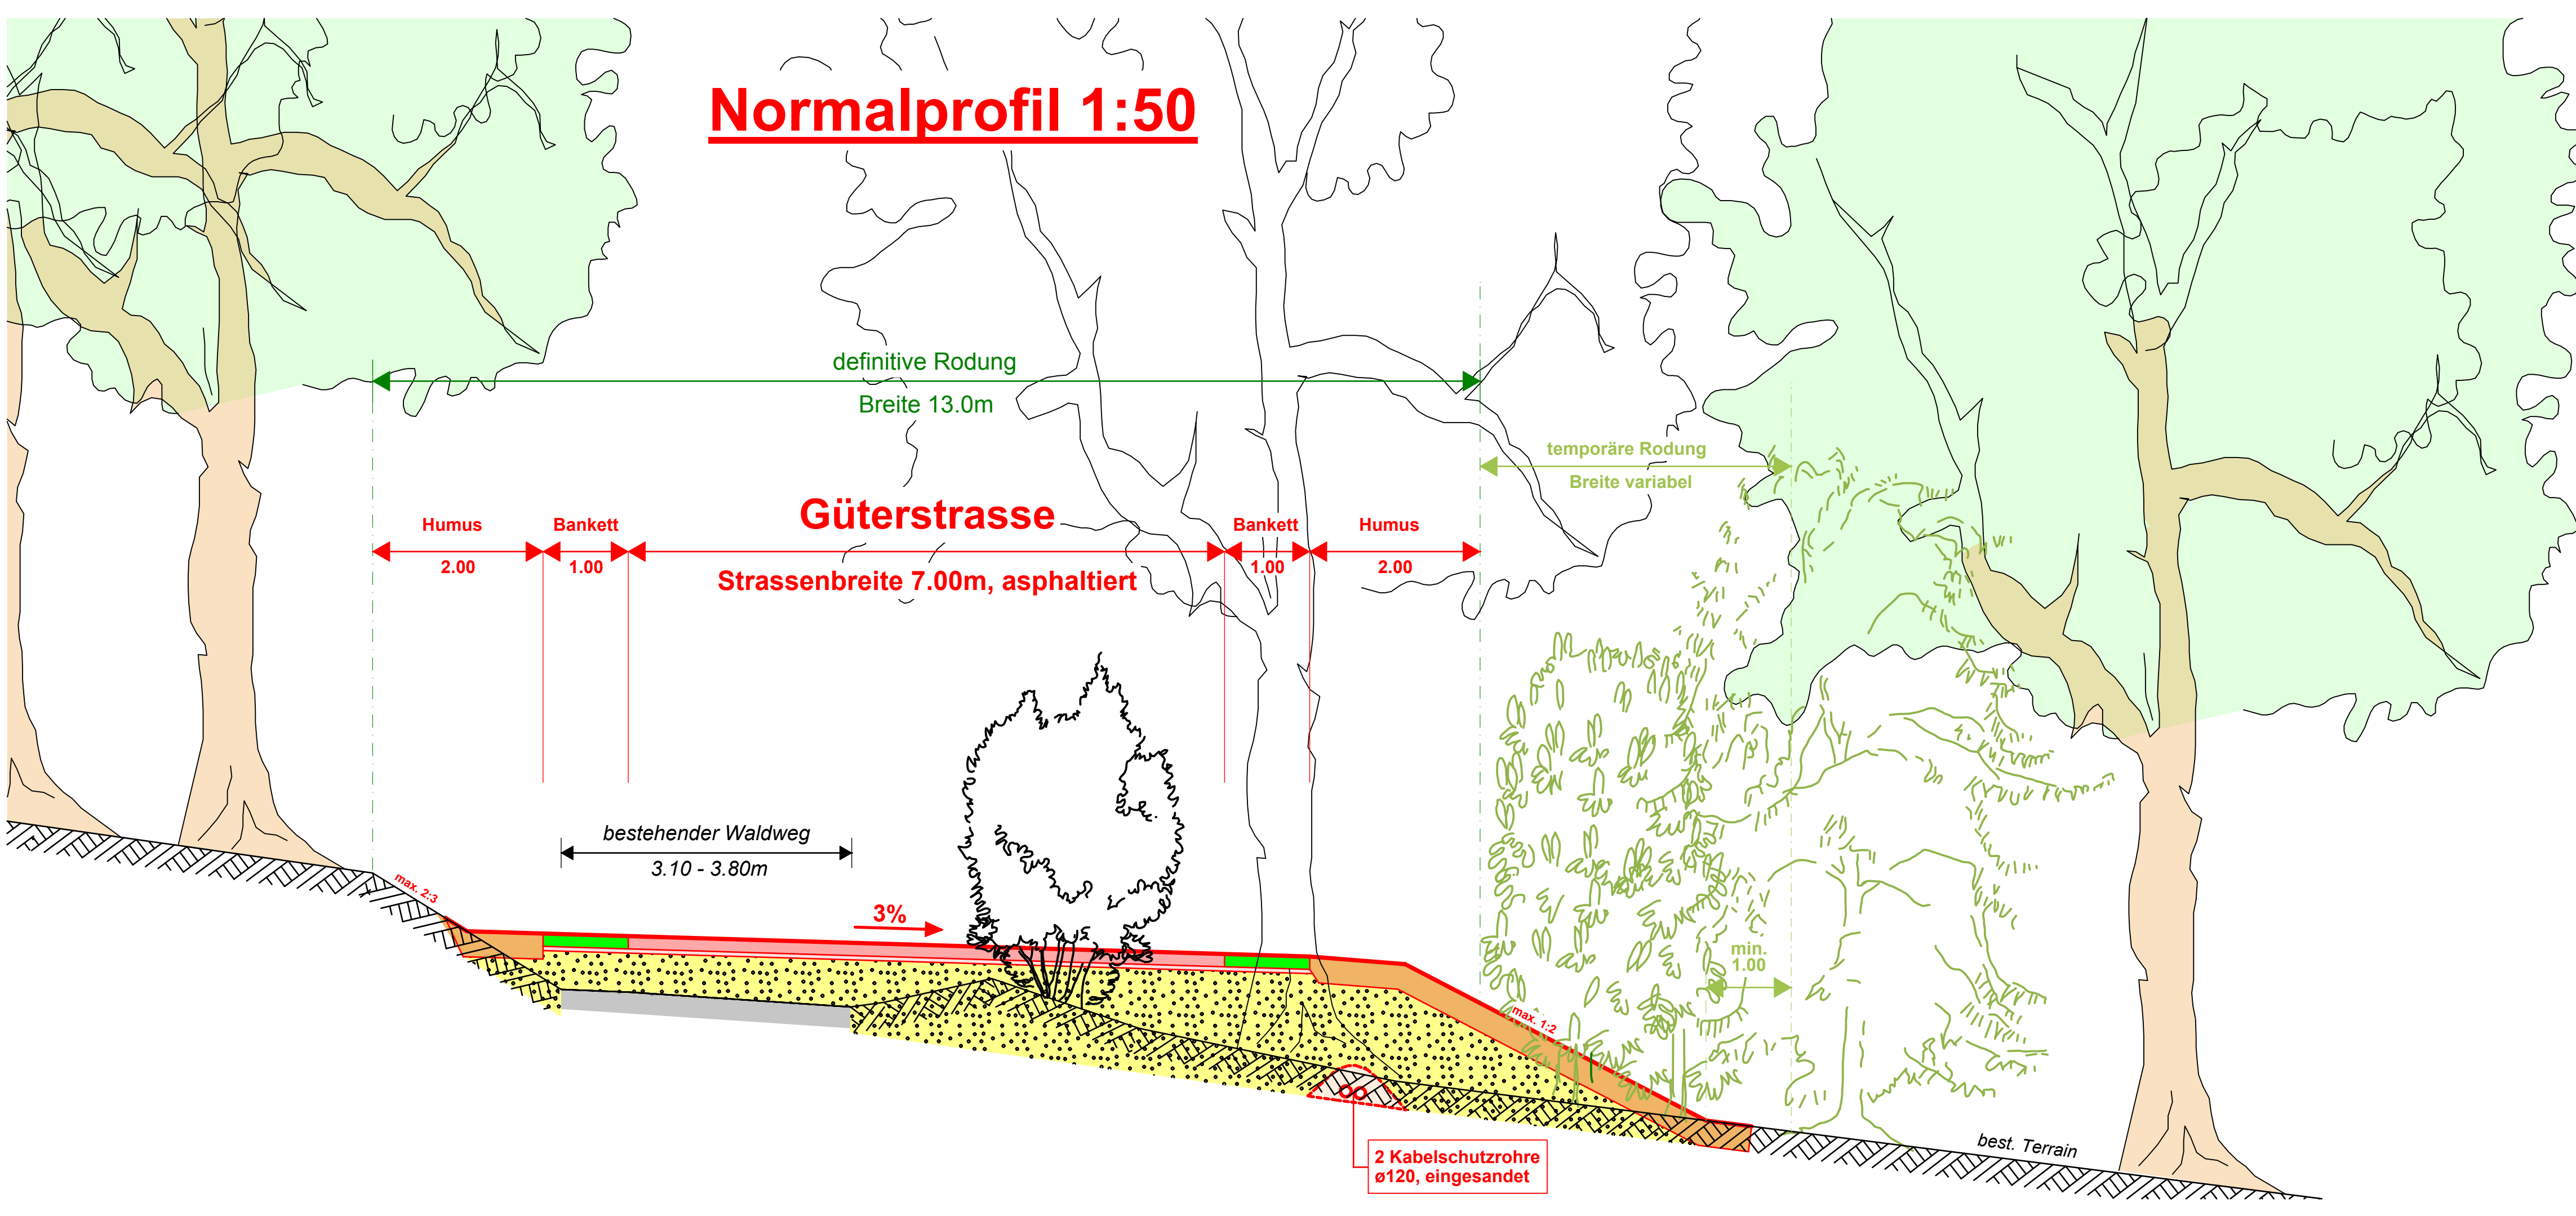 Normalprofil 1:50
definitive Rodung
Breite 13.0m
temporäre Rodung
Breite variabel
Humus
2.00
Bankett
1.00
Güterstrasse
Strassenbreite 7.00m, asphaltiert
Bankett
1.00
Humus
2.00
bestehender Waldweg
3.10 - 3.80m
max. 2:3
3%
min.
1.00
max. 1:2
best. Terrain
2 Kabelschutzrohre
ø120, eingesandet